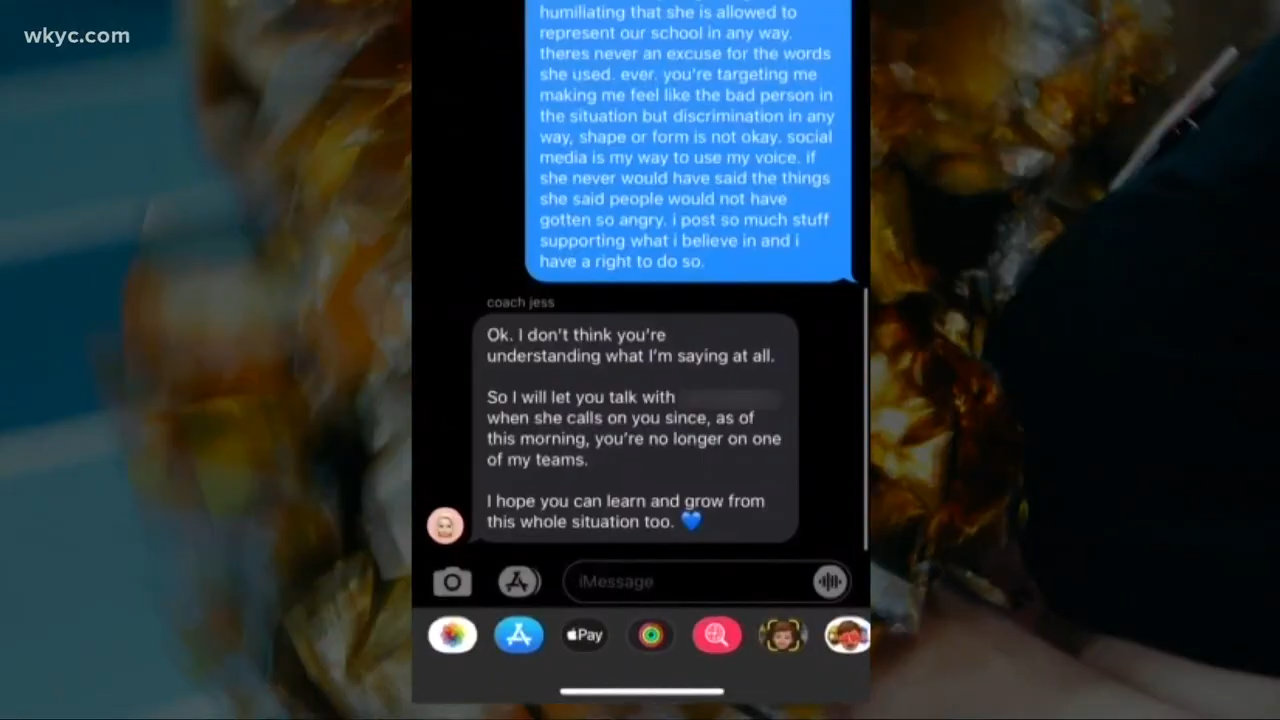 wkyc.com
humiliating that she is allowed to
represent our school in any way.
theres never an excuse for the words
she used. ever. you're targeting me
making me feel like the bad person in
the situation but discrimination in any
way, shape or form is not okay. social
media is my way to use my voice. if
she never would have said the things
she said people would not have
gotten so angry. i post so much stuff
supporting what i believe in and i
have a right to do so.
coach jess
Ok. I don't think you're
understanding what I'm saying at all.
So I will let you talk with
when she calls on you since, as of
this morning, you're no longer on one
of my teams.
I hope you can learn and grow from
this whole situation too. 💙
iMessage
Pay